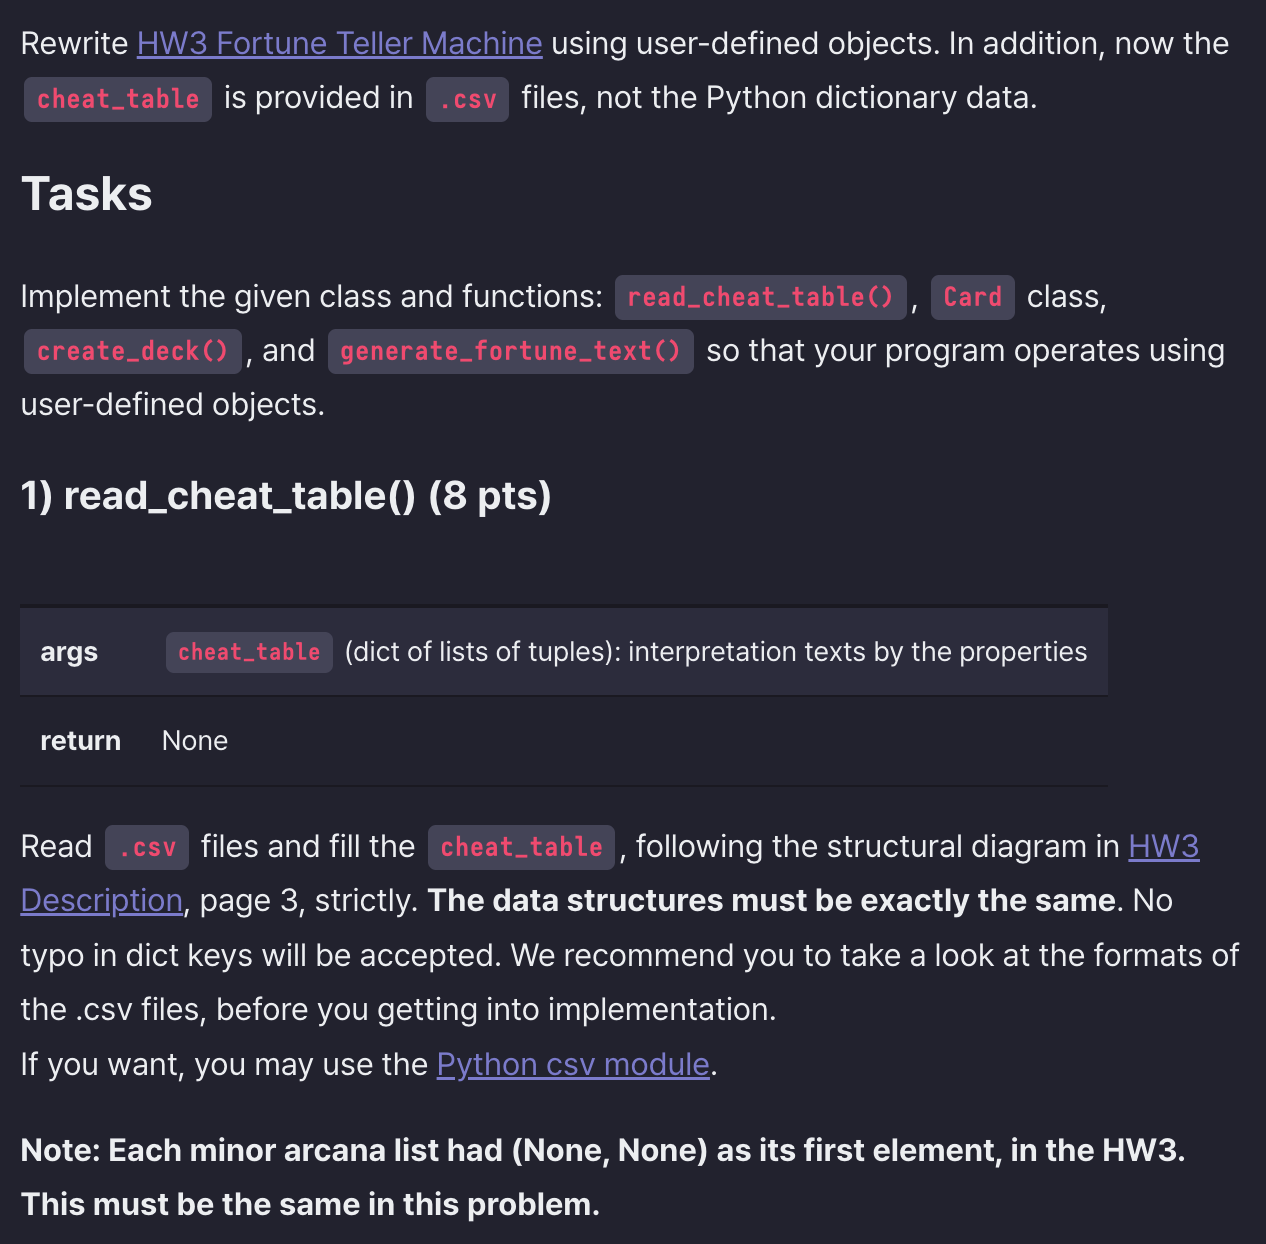 Rewrite HW3 Fortune Teller Machine using user-defined objects. In addition, now the
cheat_table is provided in .csv files, not the Python dictionary data.
Tasks
Implement the given class and functions: read_cheat_table(), Card class,
create_deck(), and generate_fortune_text() so that your program operates using
user-defined objects.
1) read_cheat_table() (8 pts)
args cheat_table (dict of lists of tuples): interpretation texts by the properties
return None
Read .csv files and fill the cheat_table, following the structural diagram in HW3
Description, page 3, strictly. The data structures must be exactly the same. No
typo in dict keys will be accepted. We recommend you to take a look at the formats of
the .csv files, before you getting into implementation.
If you want, you may use the Python csv module.
Note: Each minor arcana list had (None, None) as its first element, in the HW3.
This must be the same in this problem.